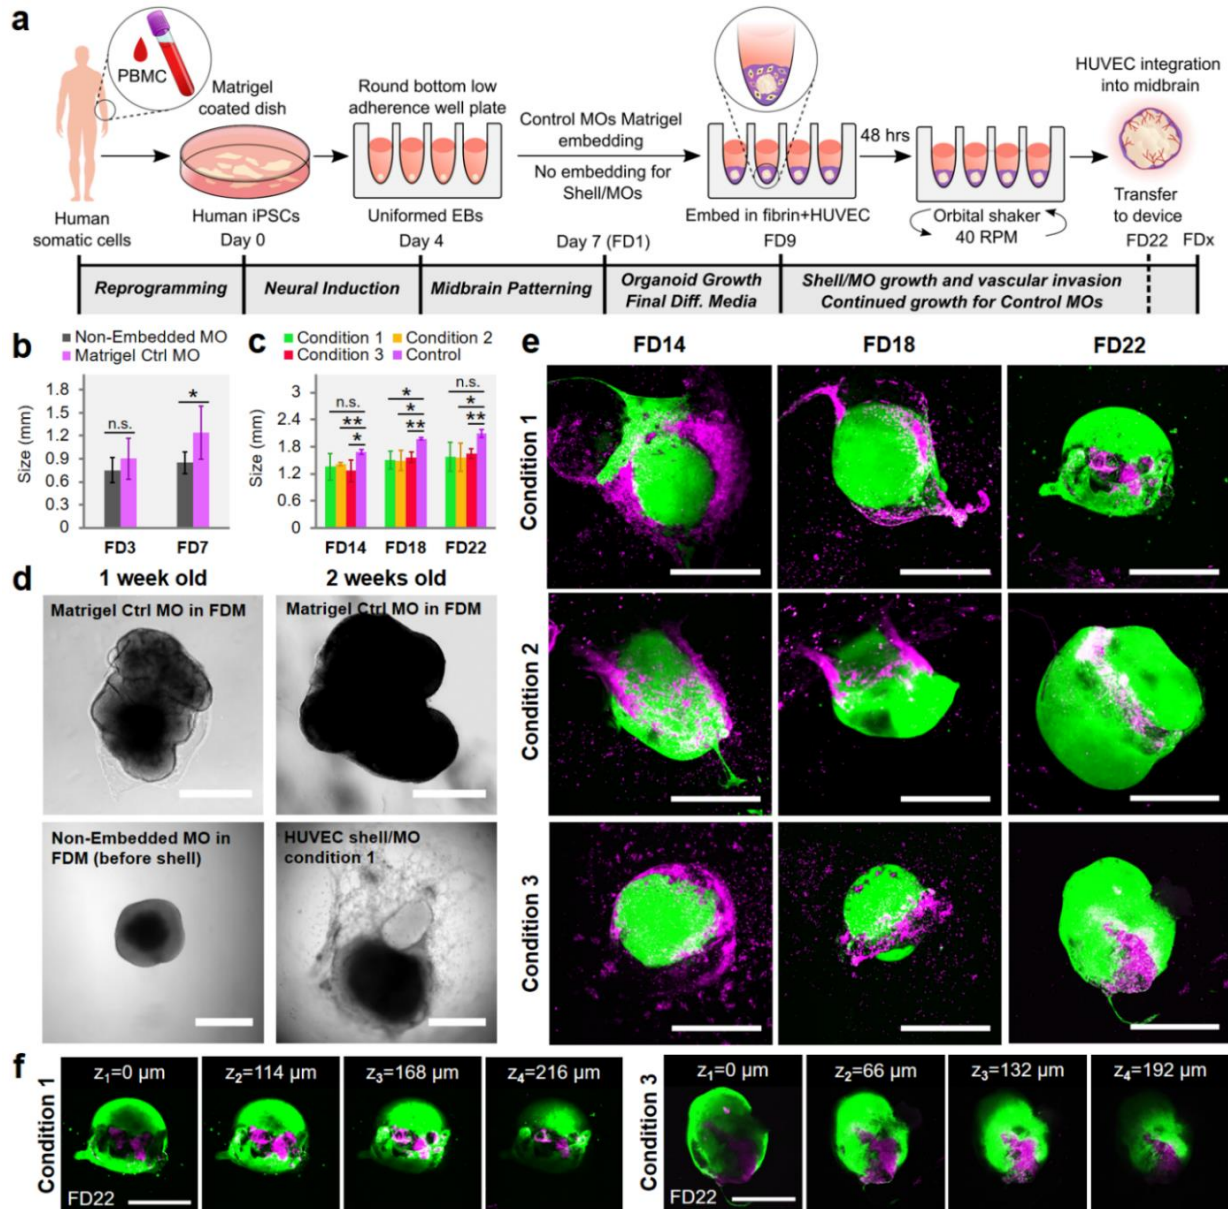 a
PBMC
Matrigel
coated dish
Round bottom low
adherence well plate
Control MOs Matrigel
embedding
No embedding for
Shell/MOs
48 hrs
HUVEC integration
into midbrain
Human
somatic cells
Human iPSCs
Uniformed EBs
Embed in fibrin+HUVEC
Orbital shaker
40 RPM
Transfer
to device
Day 0
Day 4
Day 7 (FD1)
FD9
FD22
FDx
Reprogramming
Neural Induction
Midbrain Patterning
Organoid Growth
Final Diff. Media
Shell/MO growth and vascular invasion
Continued growth for Control MOs
b
Non-Embedded MO
Matrigel Ctrl MO
Size (mm)
1.8
1.5
1.2
0.9
0.6
0.3
0
n.s.
*
FD3
FD7
c
Condition 1
Condition 2
Condition 3
Control
Size (mm)
3
2.4
1.8
1.2
0.6
0
n.s.
**
*
*
*
**
n.s.
*
**
FD14
FD18
FD22
d
1 week old
2 weeks old
Matrigel Ctrl MO in FDM
Matrigel Ctrl MO in FDM
Non-Embedded MO in
FDM (before shell)
HUVEC shell/MO
condition 1
e
FD14
FD18
FD22
Condition 1
Condition 2
Condition 3
f
Condition 1
z1=0 µm
z2=114 µm
z3=168 µm
z4=216 µm
FD22
Condition 3
z1=0 µm
z2=66 µm
z3=132 µm
z4=192 µm
FD22